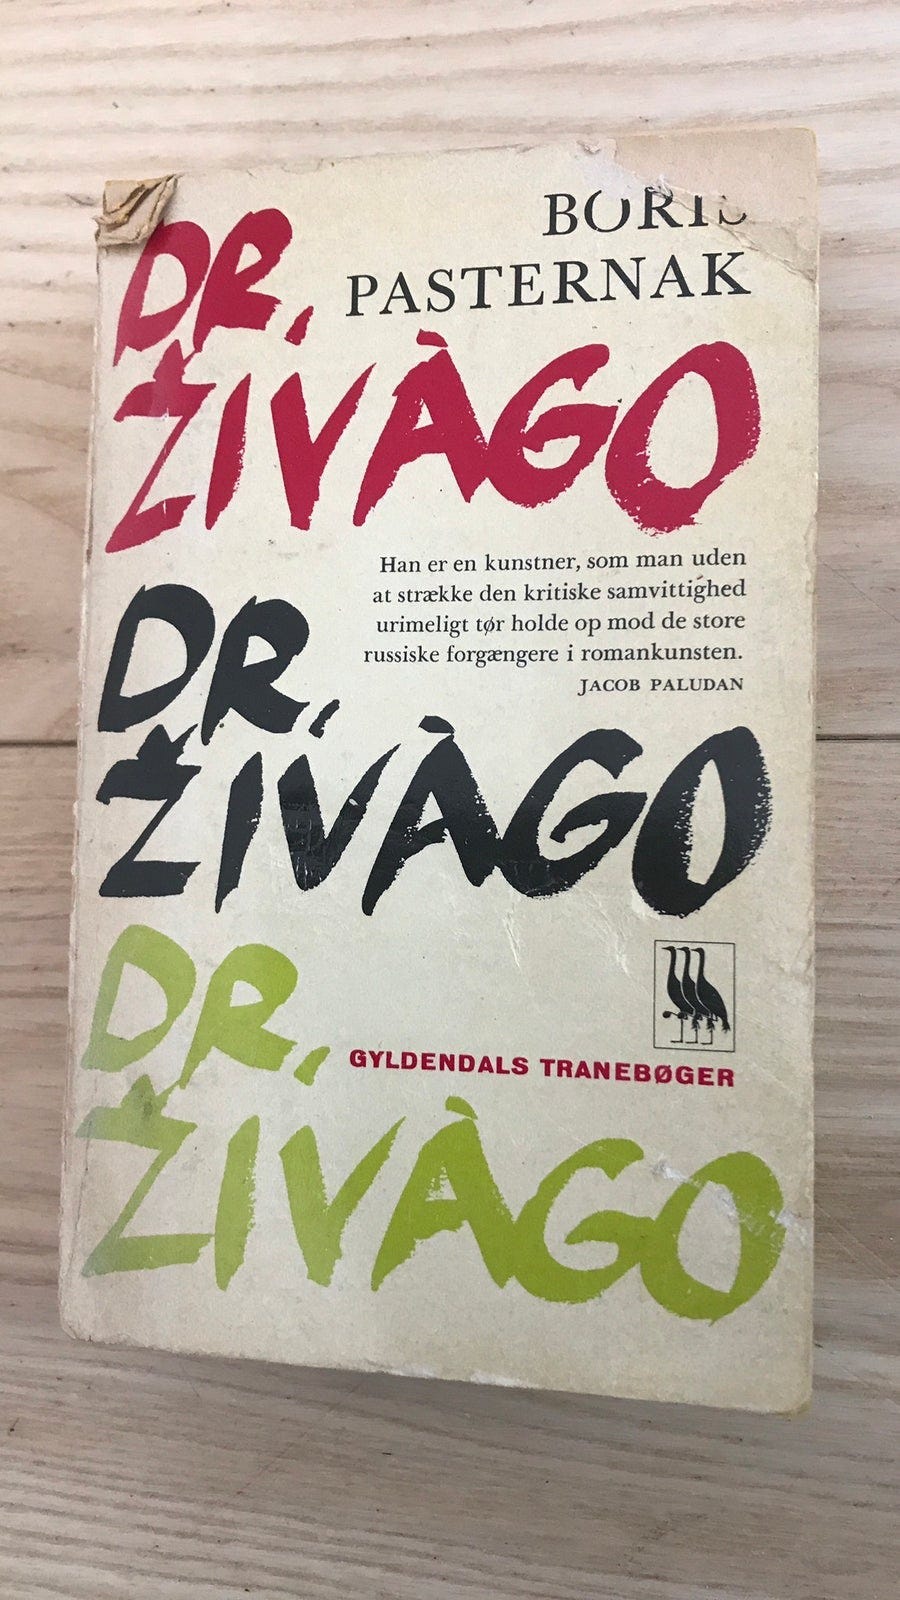 BORIS
PASTERNAK
DR.
ŽIVÀGO
Han er en kunstner, som man uden
at strække den kritiske samvittighed
urimeligt tør holde op mod de store
russiske forgængere i romankunsten.
JACOB PALUDAN
DR.
ŽIVÀGO
GYLDENDALS TRANEBØGER
DR.
ŽIVÀGO